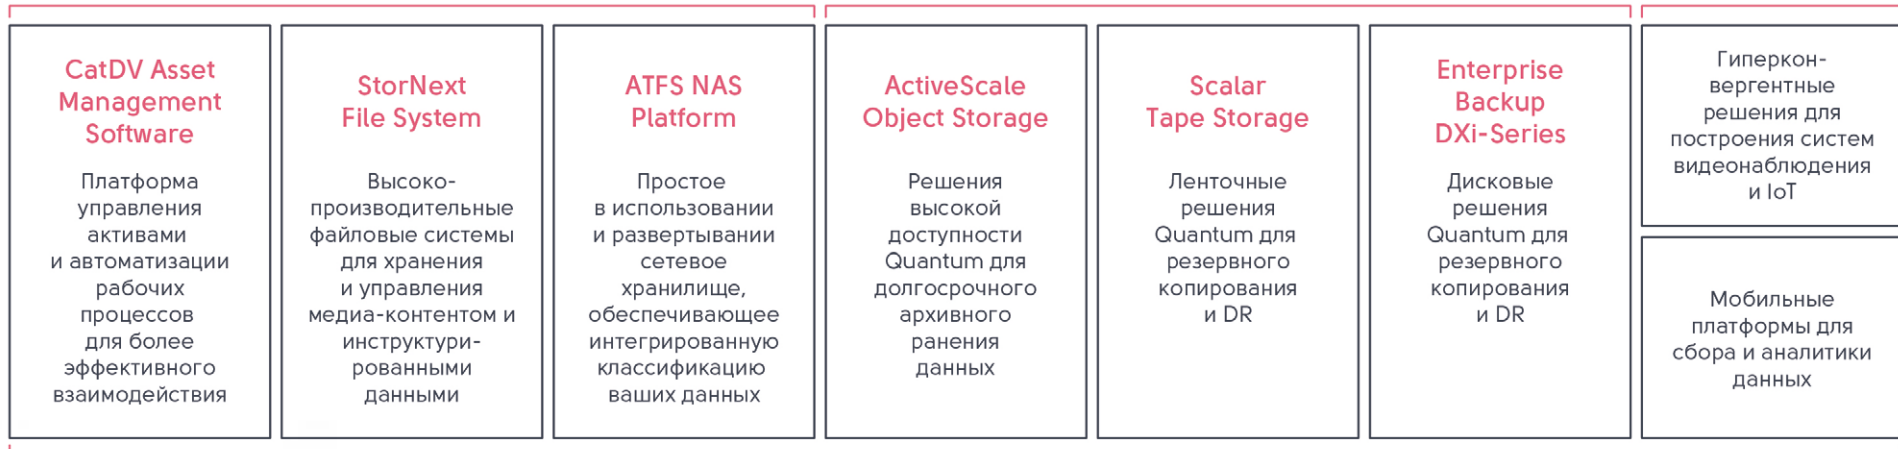 CatDV Asset
Management
Software
Платформа
управления
активами
и автоматизации
рабочих
процессов
для более
эффективного
взаимодействия
StorNext
File System
Высоко-
производительные
файловые системы
для хранения
и управления
медиа-контентом и
инструктури-
рованными
данными
ATFS NAS
Platform
Простое
в использовании
и развертывании
сетевое
хранилище,
обеспечивающее
интегрированную
классификацию
ваших данных
ActiveScale
Object Storage
Решения
высокой
доступности
Quantum для
долгосрочного
архивного
ранения
данных
Scalar
Tape Storage
Ленточные
решения
Quantum для
резервного
копирования
и DR
Enterprise
Backup
DXi-Series
Дисковые
решения
Quantum для
резервного
копирования
и DR
Гиперкон-
вергентные
решения для
построения систем
видеонаблюдения
и IoT
Мобильные
платформы для
сбора и аналитики
данных